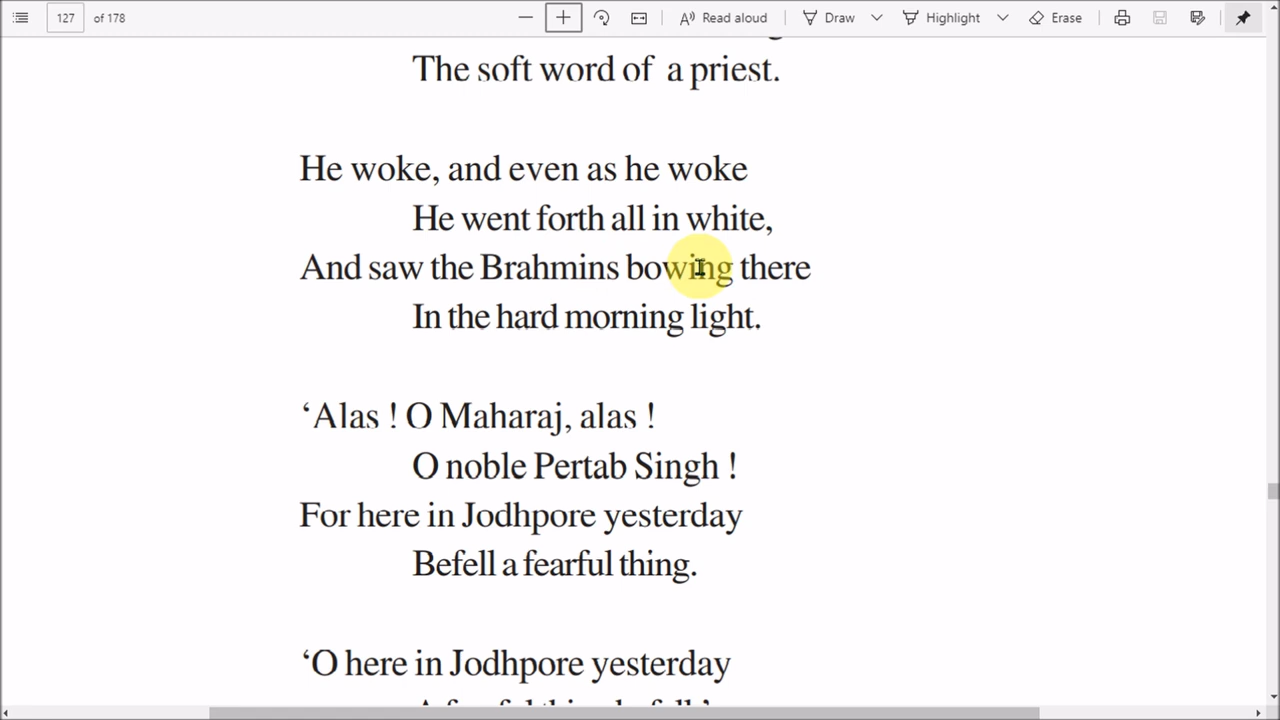 127 of 178 Read aloud Draw Highlight Erase
The soft word of a priest.
He woke, and even as he woke
He went forth all in white,
And saw the Brahmins bowing there
In the hard morning light.
‘Alas ! O Maharaj, alas !
O noble Pertab Singh !
For here in Jodhpore yesterday
Befell a fearful thing.
‘O here in Jodhpore yesterday